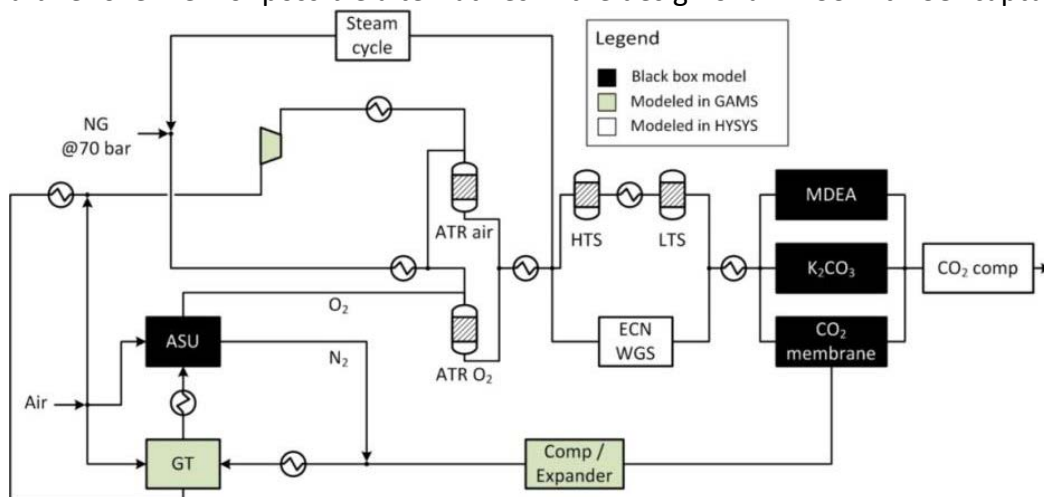 Steam
cycle
Legend
Black box model
Modeled in GAMS
Modeled in HYSYS
NG
@70 bar
ATR air
HTS
LTS
MDEA
K₂CO₃
CO₂ comp
O₂
ASU
N₂
ATR O₂
ECN
WGS
CO₂
membrane
Air
GT
Comp /
Expander